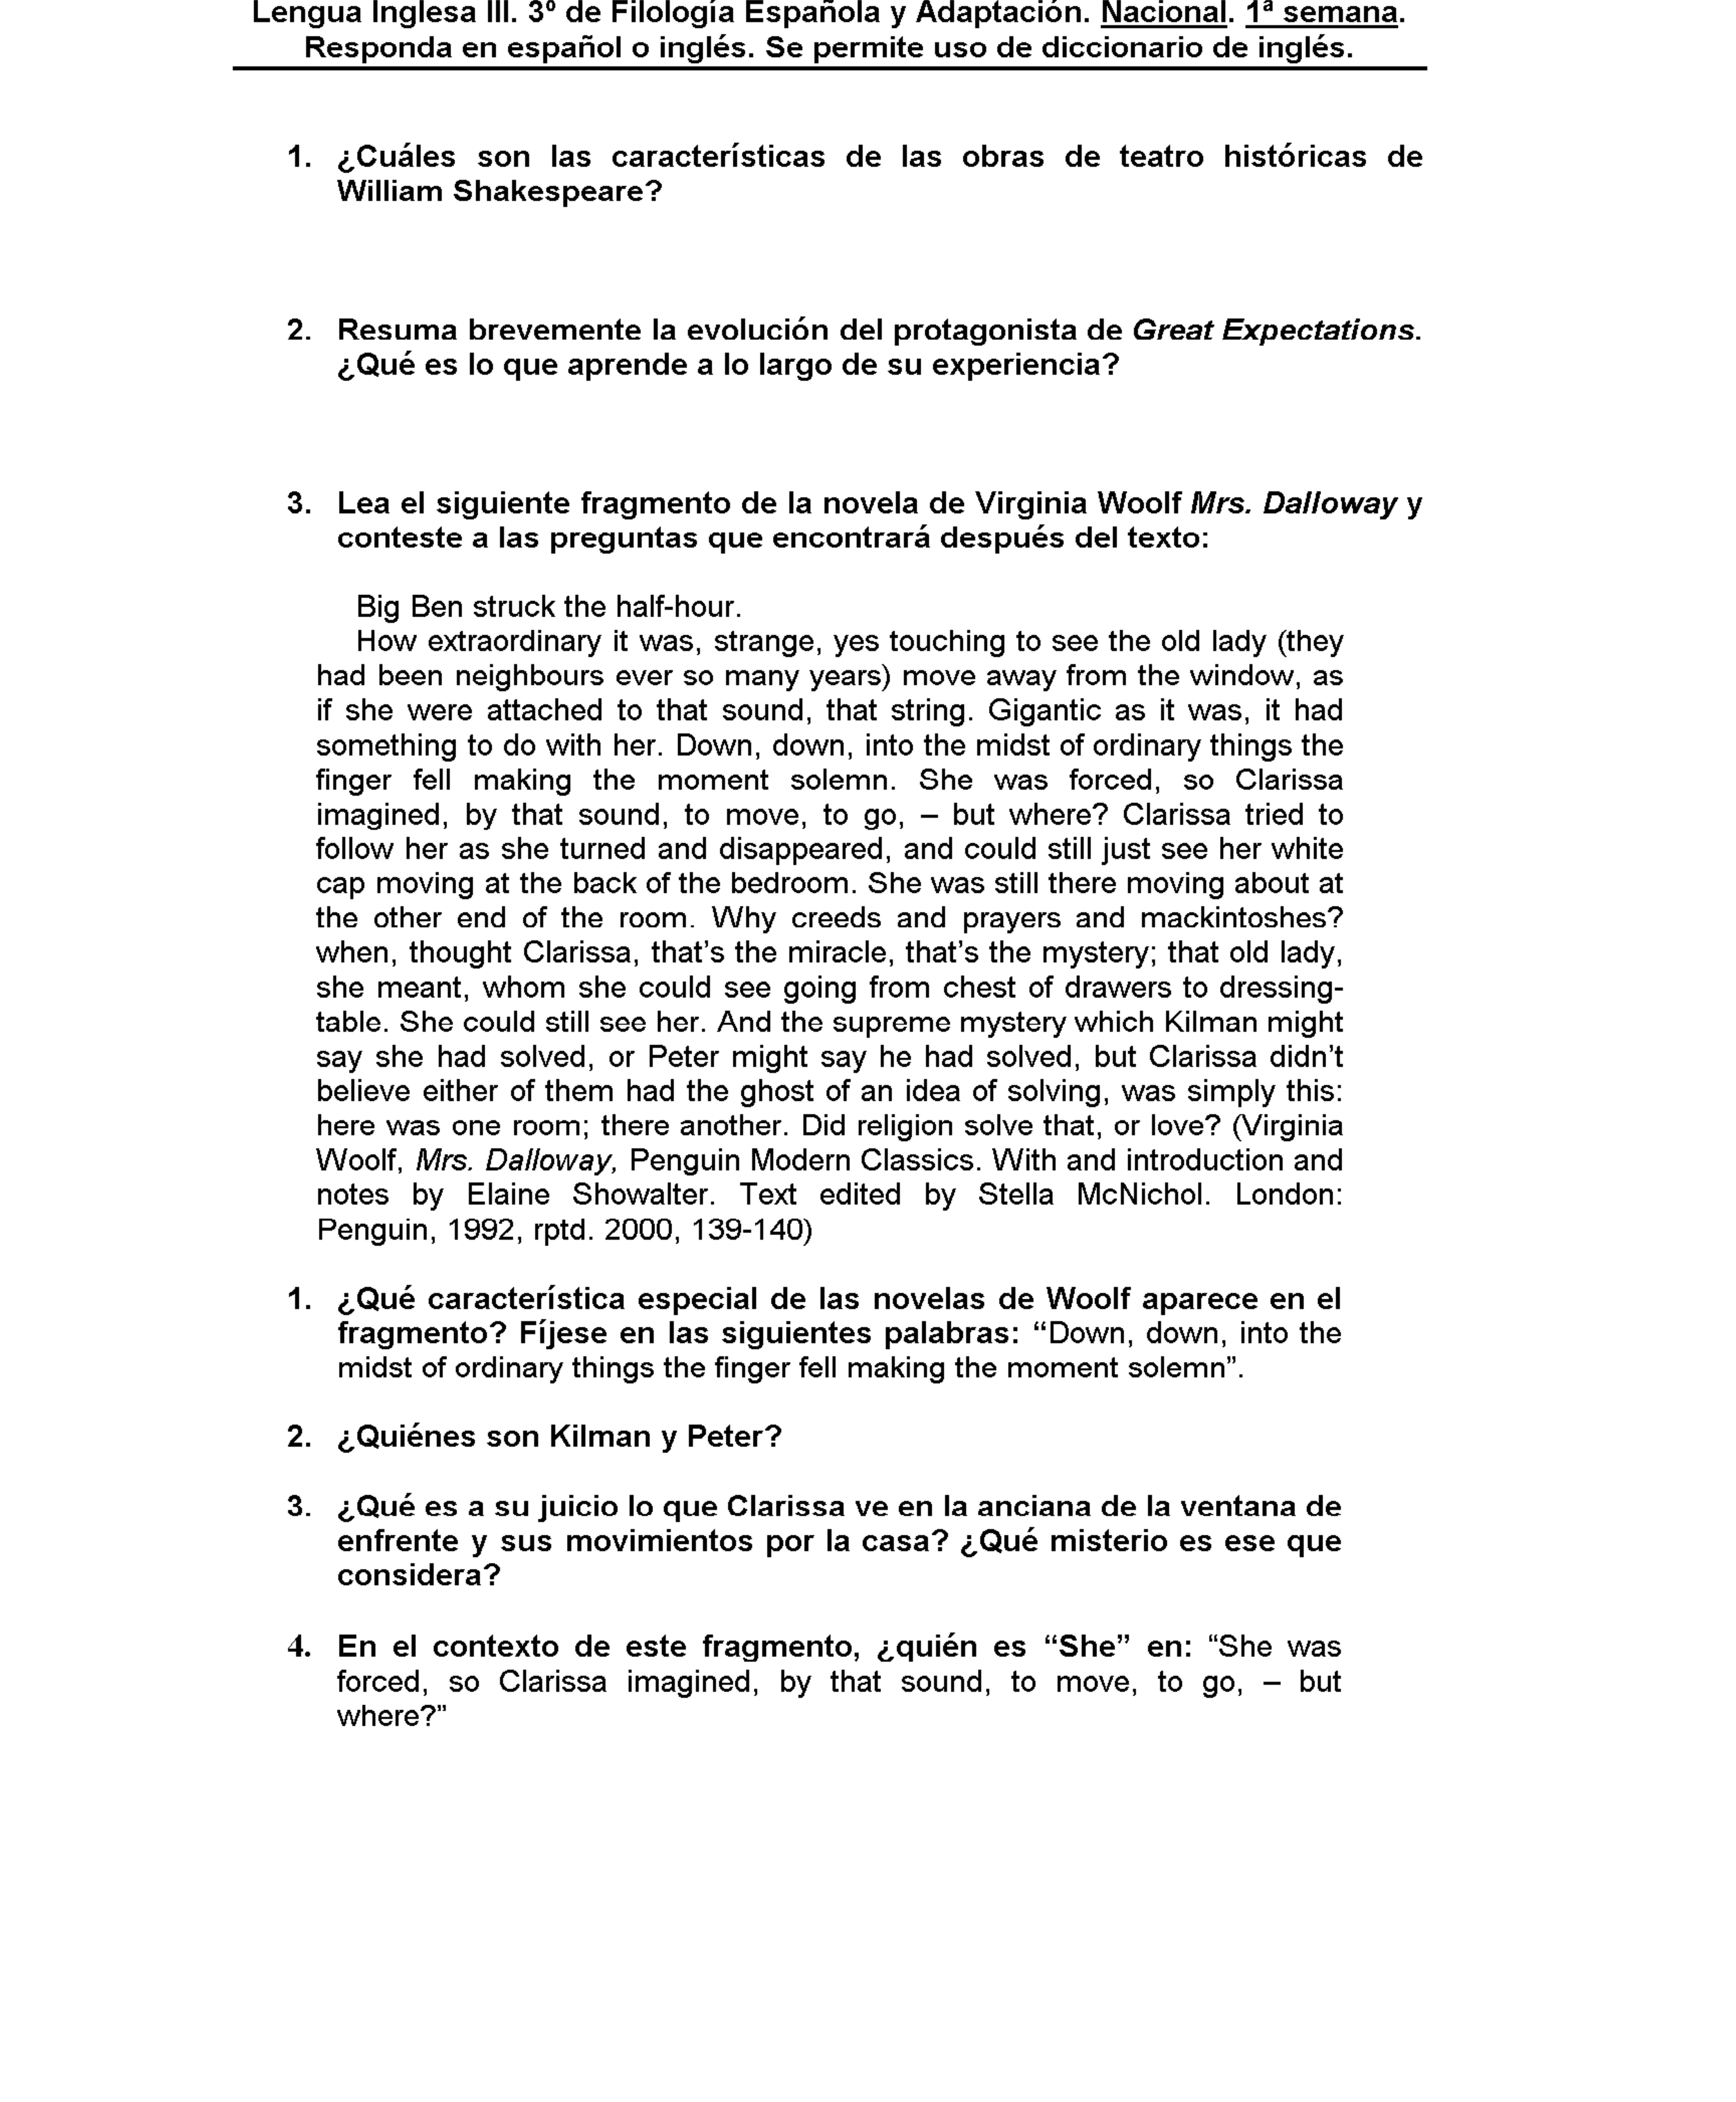 Lengua Inglesa III. 3º de Filología Española y Adaptación. Nacional. 1ª semana.
Responda en español o inglés. Se permite uso de diccionario de inglés.
1. ¿Cuáles son las características de las obras de teatro históricas de
William Shakespeare?
2. Resuma brevemente la evolución del protagonista de Great Expectations.
¿Qué es lo que aprende a lo largo de su experiencia?
3. Lea el siguiente fragmento de la novela de Virginia Woolf Mrs. Dalloway y
conteste a las preguntas que encontrará después del texto:
Big Ben struck the half-hour.
How extraordinary it was, strange, yes touching to see the old lady (they
had been neighbours ever so many years) move away from the window, as
if she were attached to that sound, that string. Gigantic as it was, it had
something to do with her. Down, down, into the midst of ordinary things the
finger fell making the moment solemn. She was forced, so Clarissa
imagined, by that sound, to move, to go, – but where? Clarissa tried to
follow her as she turned and disappeared, and could still just see her white
cap moving at the back of the bedroom. She was still there moving about at
the other end of the room. Why creeds and prayers and mackintoshes?
when, thought Clarissa, that’s the miracle, that’s the mystery; that old lady,
she meant, whom she could see going from chest of drawers to dressing-
table. She could still see her. And the supreme mystery which Kilman might
say she had solved, or Peter might say he had solved, but Clarissa didn’t
believe either of them had the ghost of an idea of solving, was simply this:
here was one room; there another. Did religion solve that, or love? (Virginia
Woolf, Mrs. Dalloway, Penguin Modern Classics. With and introduction and
notes by Elaine Showalter. Text edited by Stella McNichol. London:
Penguin, 1992, rptd. 2000, 139-140)
1. ¿Qué característica especial de las novelas de Woolf aparece en el
fragmento? Fíjese en las siguientes palabras: “Down, down, into the
midst of ordinary things the finger fell making the moment solemn”.
2. ¿Quiénes son Kilman y Peter?
3. ¿Qué es a su juicio lo que Clarissa ve en la anciana de la ventana de
enfrente y sus movimientos por la casa? ¿Qué misterio es ese que
considera?
4. En el contexto de este fragmento, ¿quién es “She” en: “She was
forced, so Clarissa imagined, by that sound, to move, to go, – but
where?”